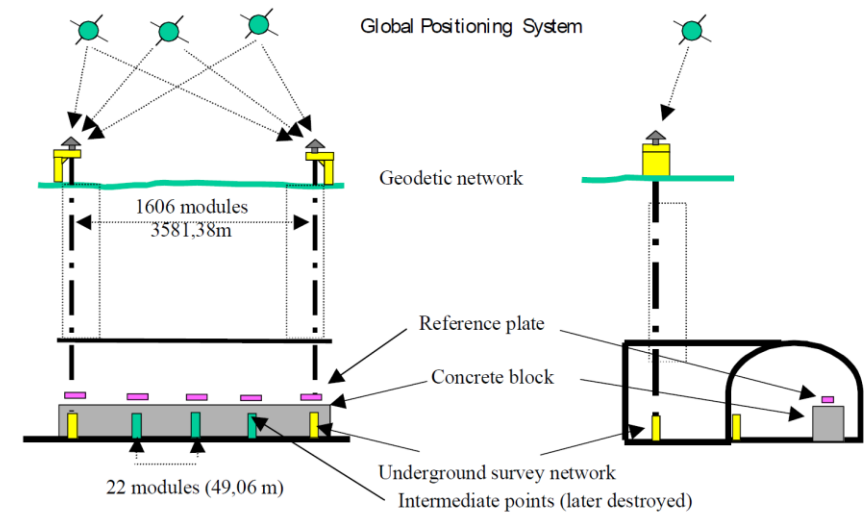 Global Positioning System
Geodetic network
1606 modules
3581,38m
Reference plate
Concrete block
Underground survey network
22 modules (49,06 m)
Intermediate points (later destroyed)